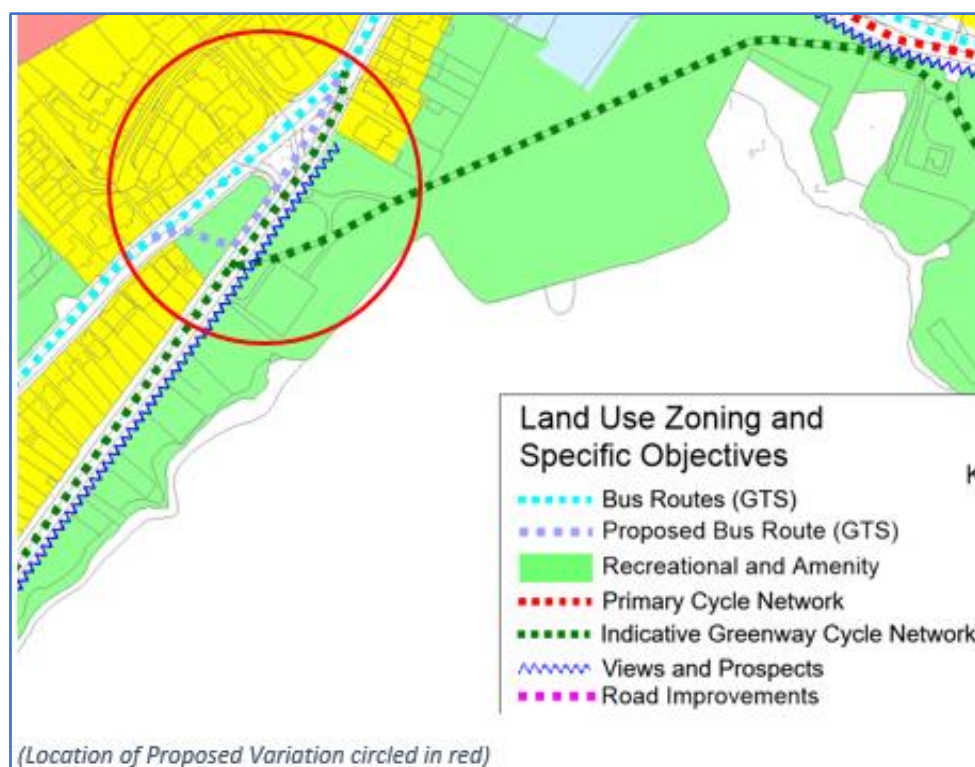 Land Use Zoning and
Specific Objectives
K
Bus Routes (GTS)
Proposed Bus Route (GTS)
Recreational and Amenity
Primary Cycle Network
Indicative Greenway Cycle Network
Views and Prospects
Road Improvements
(Location of Proposed Variation circled in red)